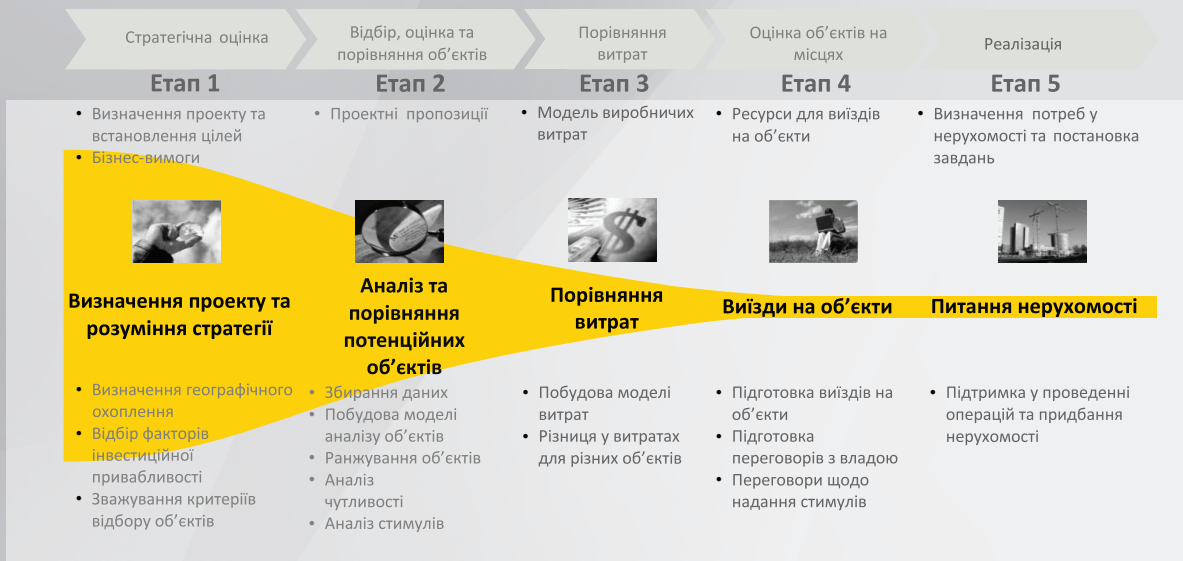 Стратегічна оцінка
Відбір, оцінка та
порівняння об’єктів
Порівняння
витрат
Оцінка об’єктів на
місцях
Реалізація
Етап 1
Етап 2
Етап 3
Етап 4
Етап 5
• Визначення проекту та
встановлення цілей
• Бізнес-вимоги
• Проектні пропозиції
• Модель виробничих
витрат
• Ресурси для виїздів
на об’єкти
• Визначення потреб у
нерухомості та постановка
завдань
Визначення проекту та
розуміння стратегії
Аналіз та
порівняння
потенційних
об’єктів
Порівняння
витрат
Виїзди на об’єкти
Питання нерухомості
• Визначення географічного
охоплення
• Відбір факторів
інвестиційної
привабливості
• Зважування критеріїв
відбору об’єктів
• Збирання даних
• Побудова моделі
аналізу об’єктів
• Ранжування об’єктів
• Аналіз
чутливості
• Аналіз стимулів
• Побудова моделі
витрат
• Різниця у витратах
для різних об’єктів
• Підготовка виїздів на
об’єкти
• Підготовка
переговорів з владою
• Переговори щодо
надання стимулів
• Підтримка у проведенні
операцій та придбання
нерухомості